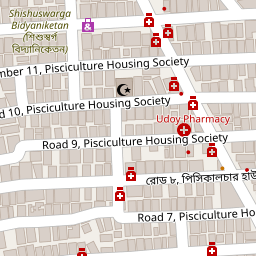 Shishuswarga
Bidyaniketan
(শিশুস্বর্গ
বিদ্যানিকেতন)
mber 11, Pisciculture Housing Society
d 10, Pisciculture Housing Society
Udoy Pharmacy
Road 9, Pisciculture Housing Society
রোড ৮, পিসিকালচার হাউ
Road 7, Pisciculture Hou